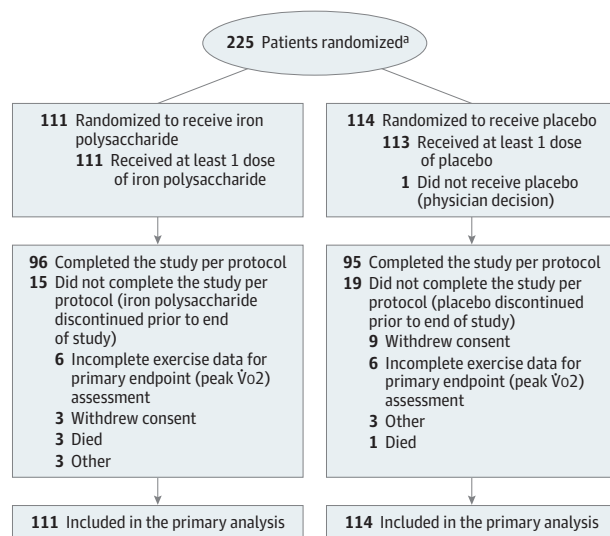 225 Patients randomizedᵃ
111 Randomized to receive iron
polysaccharide
111 Received at least 1 dose
of iron polysaccharide
114 Randomized to receive placebo
113 Received at least 1 dose
of placebo
1 Did not receive placebo
(physician decision)
96 Completed the study per protocol
15 Did not complete the study per
protocol (iron polysaccharide
discontinued prior to end
of study)
6 Incomplete exercise data for
primary endpoint (peak V̇O2)
assessment
3 Withdrew consent
3 Died
3 Other
95 Completed the study per protocol
19 Did not complete the study per
protocol (placebo discontinued
prior to end of study)
9 Withdrew consent
6 Incomplete exercise data for
primary endpoint (peak V̇O2)
assessment
3 Other
1 Died
111 Included in the primary analysis
114 Included in the primary analysis